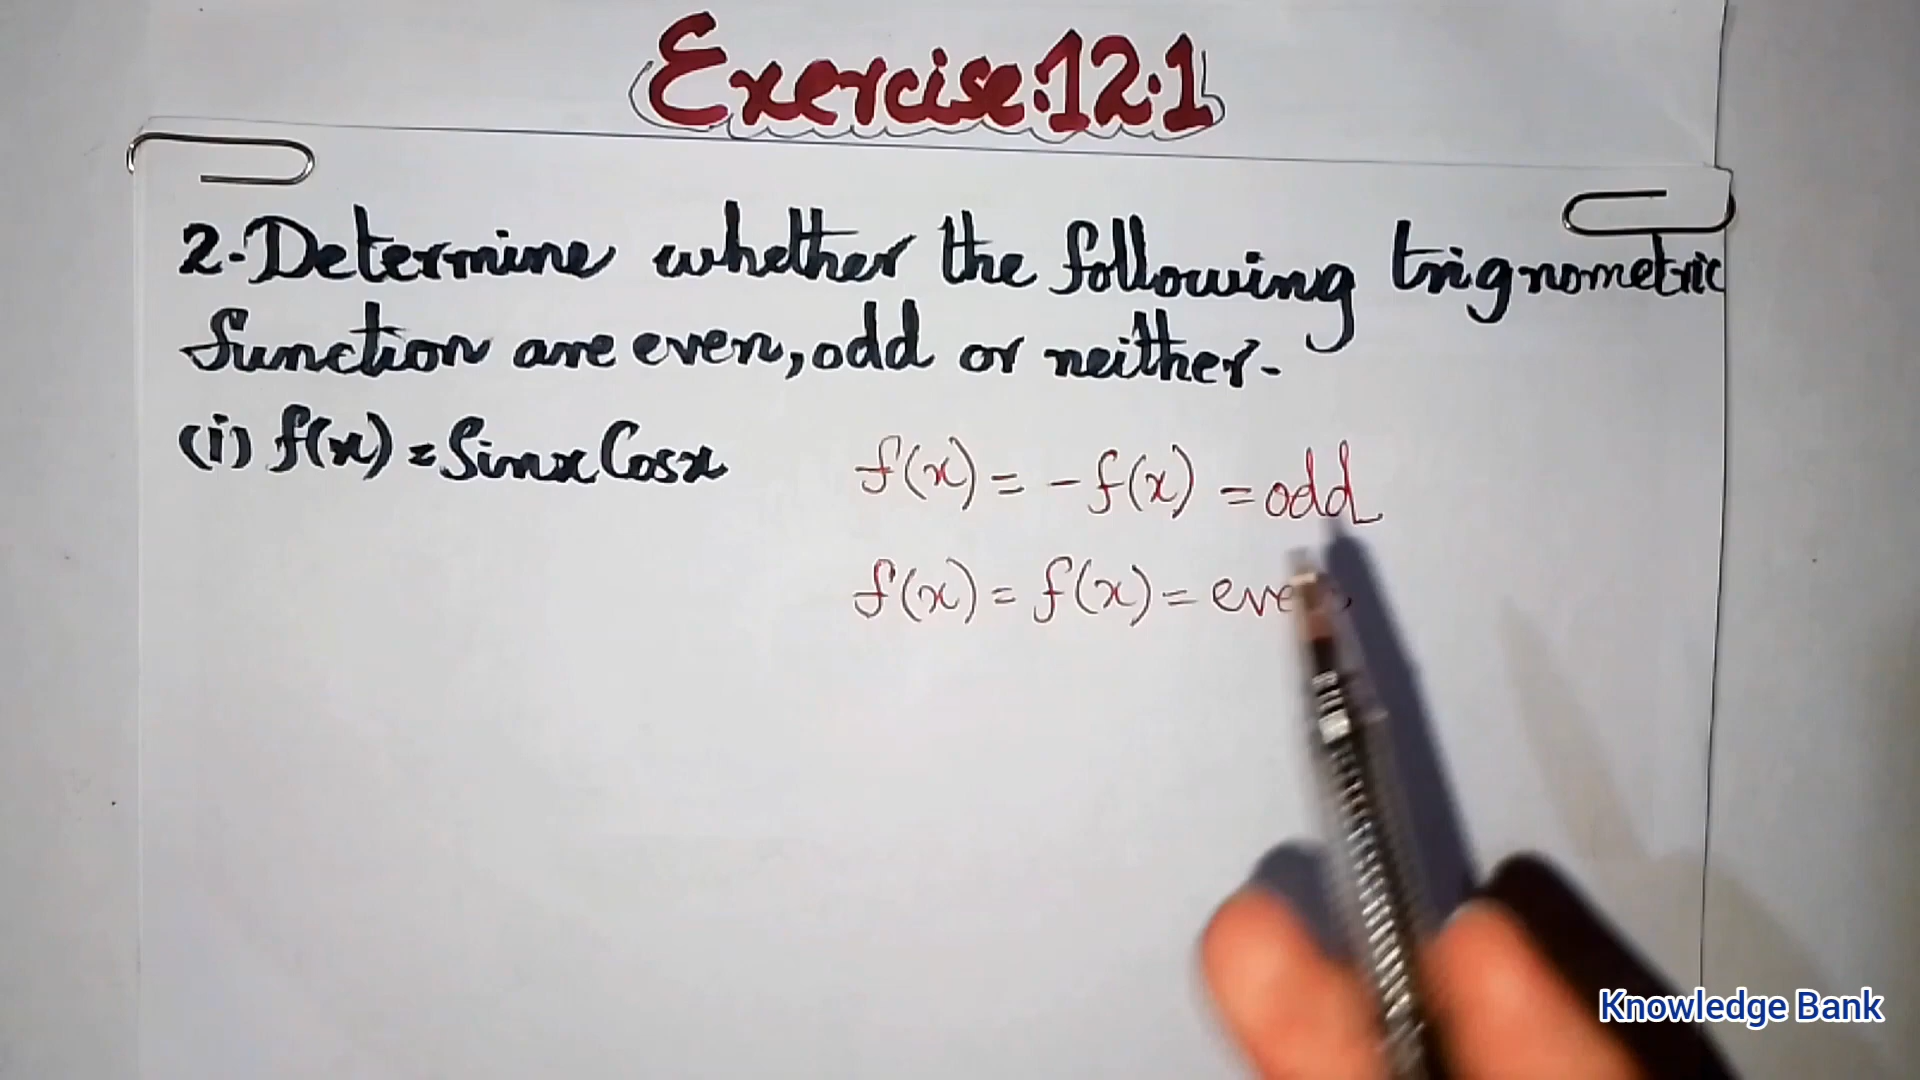 Exercise:12.1
2.Determine whether the following trignometric
function are even, odd or neither.
(i) f(x) = Sinx Cosx
f(x) = -f(x) = odd
f(x) = f(x) =
Knowledge Bank